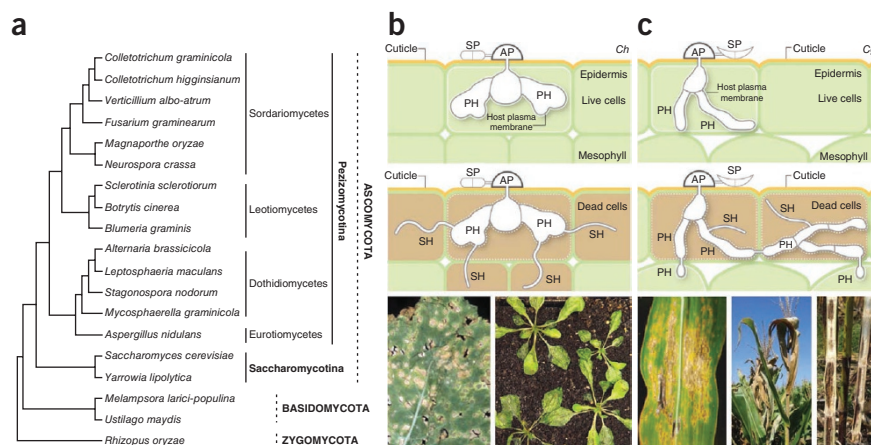 a
Colletotrichum graminicola
Colletotrichum higginsianum
Verticillium albo-atrum
Fusarium graminearum
Magnaporthe oryzae
Neurospora crassa
Sclerotinia sclerotiorum
Botrytis cinerea
Blumeria graminis
Alternaria brassicicola
Leptosphaeria maculans
Stagonospora nodorum
Mycosphaerella graminicola
Aspergillus nidulans
Saccharomyces cerevisiae
Yarrowia lipolytica
Melampsora larici-populina
Ustilago maydis
Rhizopus oryzae
Sordariomycetes
Leotiomycetes
Dothidiomycetes
Eurotiomycetes
Saccharomycotina
Pezizomycotina
ASCOMYCOTA
BASIDOMYCOTA
ZYGOMYCOTA
b
Cuticle
SP
AP
Ch
Epidermis
Live cells
PH
PH
Host plasma
membrane
Mesophyll
Cuticle
SP
AP
Dead cells
PH
PH
SH
SH
SH
SH
c
AP
SP
Cuticle
Epidermis
Host plasma
membrane
Live cells
PH
PH
Mesophyll
AP
SP
Cuticle
Dead cells
SH
SH
PH
PH
PH
PH